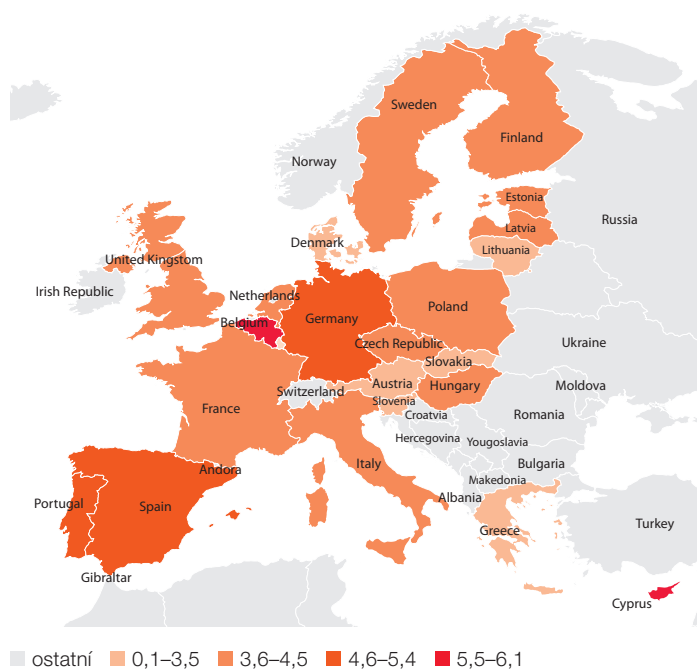 Sweden
Finland
Norway
Estonia
Russia
Latvia
Denmark
Lithuania
United Kingstom
Irish Republic
Netherlands
Poland
Belgium
Germany
Ukraine
Czech Republic
Slovakia
Austria
Hungary
Moldova
Switzerland
Slovenia
France
Croatvia
Romania
Hercegovina
Yougoslavia
Italy
Bulgaria
Andora
Makedonia
Albania
Portugal
Spain
Greece
Turkey
Gibraltar
Cyprus
ostatní 0,1–3,5 3,6–4,5 4,6–5,4 5,5–6,1